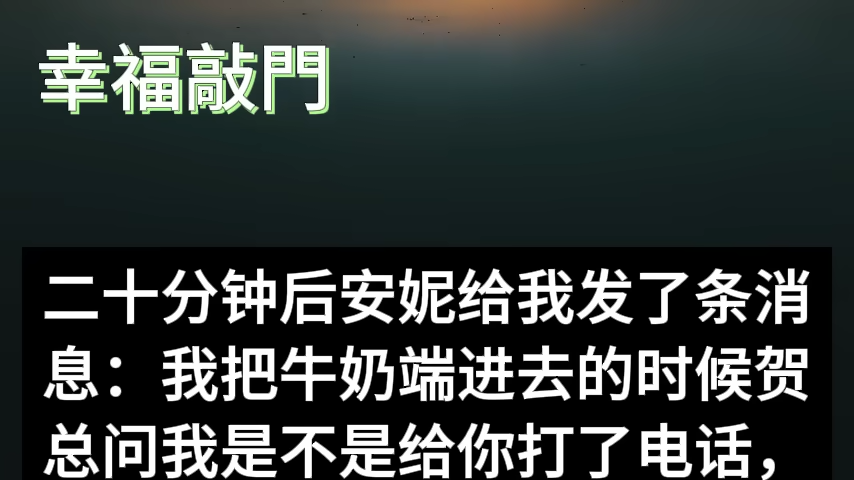 幸福敲門
二十分钟后安妮给我发了条消
息：我把牛奶端进去的时候贺
总问我是不是给你打了电话，